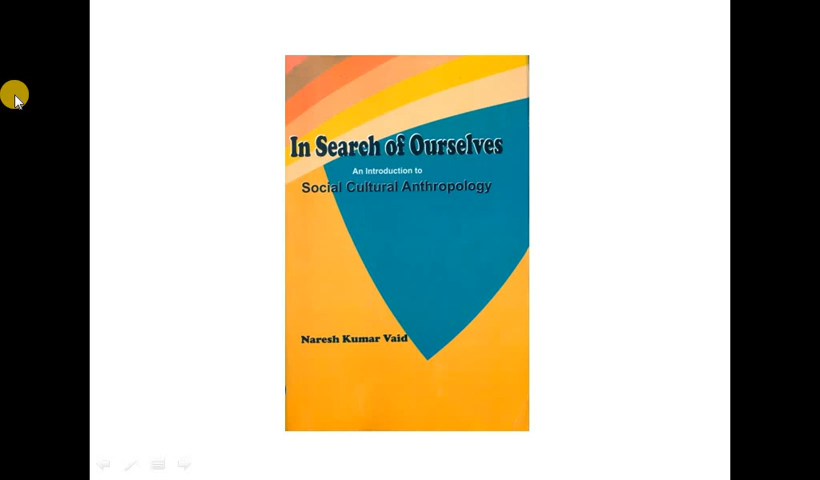 In Search of Ourselves
An Introduction to
Social Cultural Anthropology
Naresh Kumar Vaid